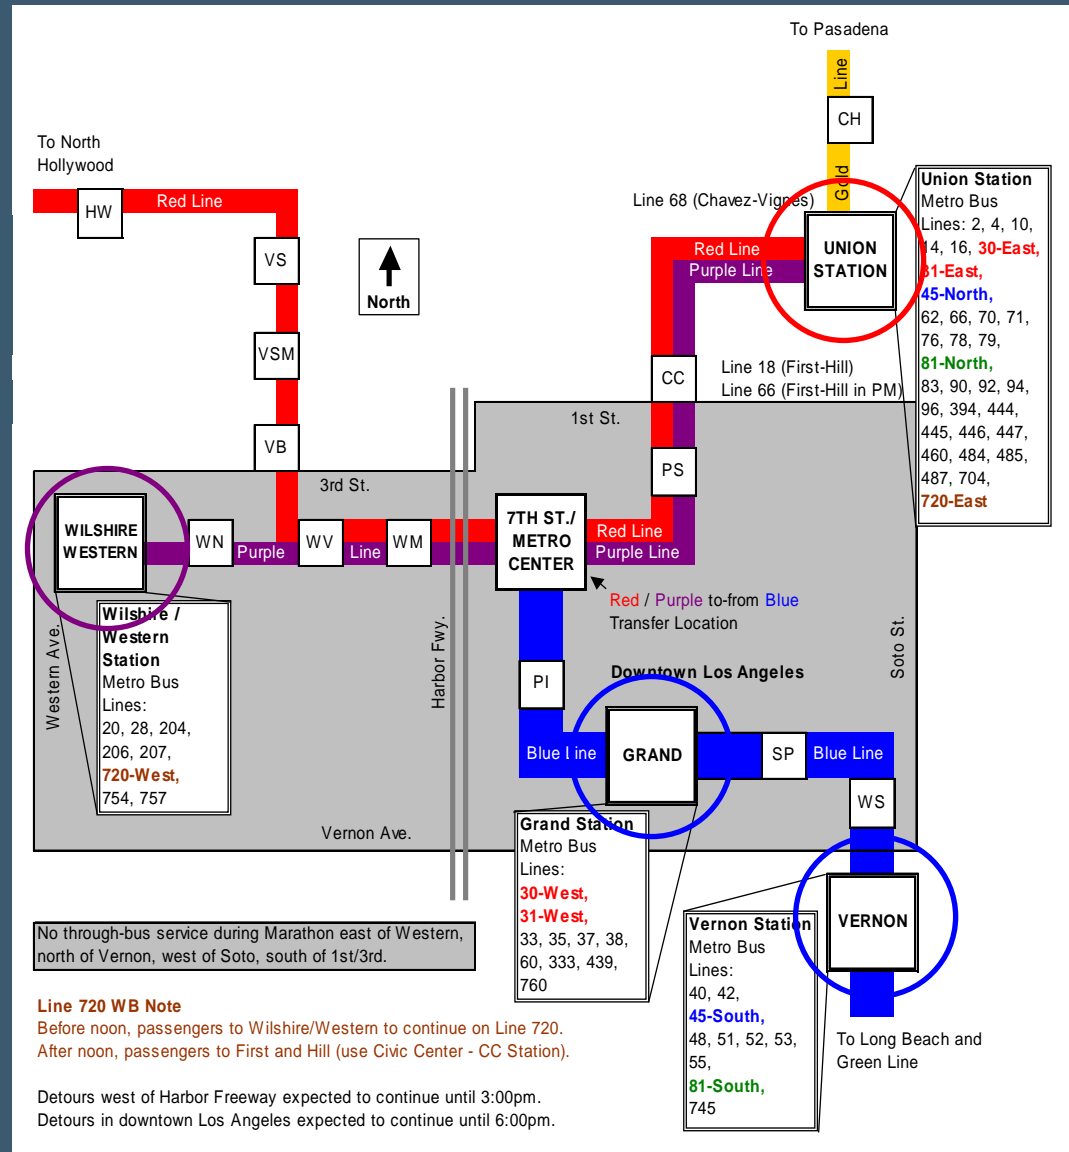 To Pasadena
Line
CH
Gold
To North
Hollywood
HW
Red Line
Line 68 (Chavez-Vignes)
VS
North
Red Line
Purple Line
UNION
STATION
Union Station
Metro Bus
Lines: 2, 4, 10,
14, 16, 30-East,
31-East,
45-North,
62, 66, 70, 71,
76, 78, 79,
81-North,
83, 90, 92, 94,
96, 394, 444,
445, 446, 447,
460, 484, 485,
487, 704,
720-East
VSM
CC
Line 18 (First-Hill)
Line 66 (First-Hill in PM)
VB
1st St.
3rd St.
PS
WILSHIRE
WESTERN
WN
Purple
WV
Line
WM
7TH ST./
METRO
CENTER
Red Line
Purple Line
Red / Purple to-from Blue
Transfer Location
Western Ave.
Wilshire /
Western
Station
Metro Bus
Lines:
20, 28, 204,
206, 207,
720-West,
754, 757
Harbor Fwy.
Soto St.
PI
Downtown Los Angeles
Blue Line
GRAND
SP
Blue Line
WS
Vernon Ave.
Grand Station
Metro Bus
Lines:
30-West,
31-West,
33, 35, 37, 38,
60, 333, 439,
760
VERNON
Vernon Station
Metro Bus
Lines:
40, 42,
45-South,
48, 51, 52, 53,
55,
81-South,
745
To Long Beach and
Green Line
No through-bus service during Marathon east of Western,
north of Vernon, west of Soto, south of 1st/3rd.
Line 720 WB Note
Before noon, passengers to Wilshire/Western to continue on Line 720.
After noon, passengers to First and Hill (use Civic Center - CC Station).
Detours west of Harbor Freeway expected to continue until 3:00pm.
Detours in downtown Los Angeles expected to continue until 6:00pm.